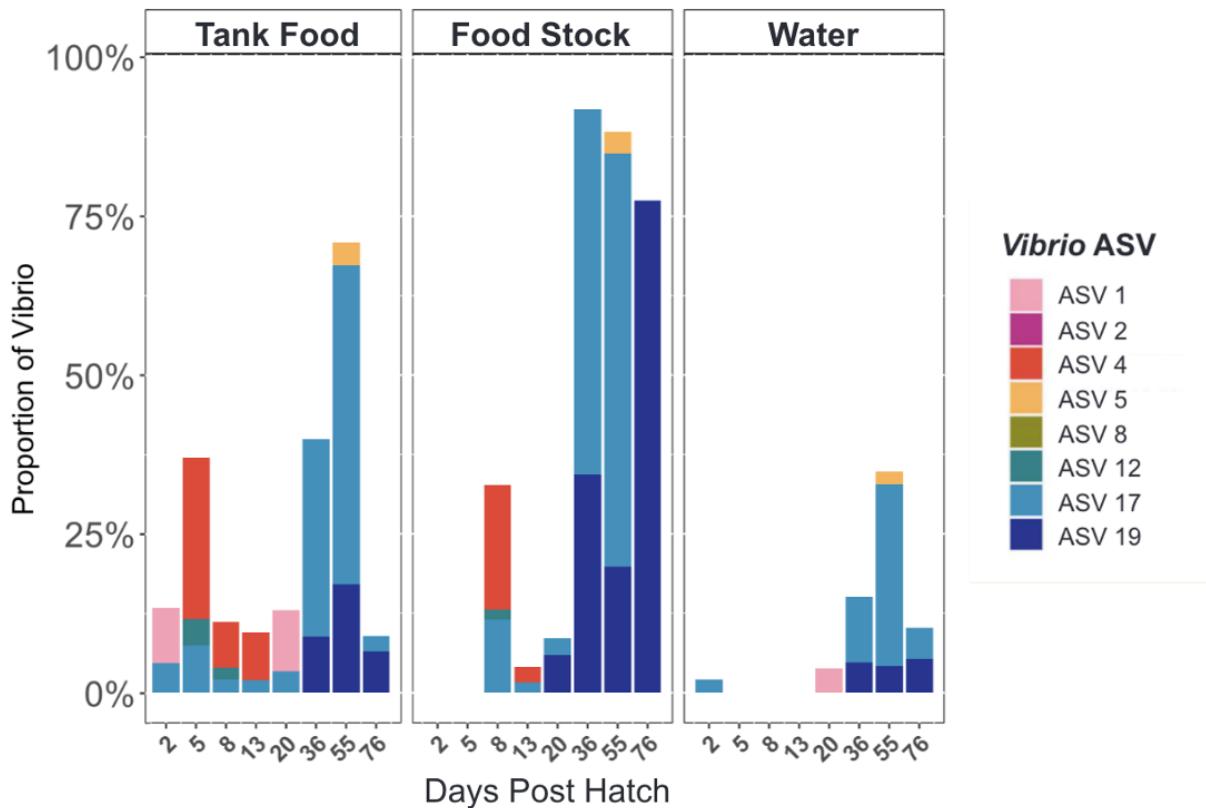 Tank Food
Food Stock
Water
Proportion of Vibrio
100%
75%
50%
25%
0%
2 5 8 13 20 36 55 76
2 5 8 13 20 36 55 76
2 5 8 13 20 36 55 76
Days Post Hatch
Vibrio ASV
ASV 1
ASV 2
ASV 4
ASV 5
ASV 8
ASV 12
ASV 17
ASV 19